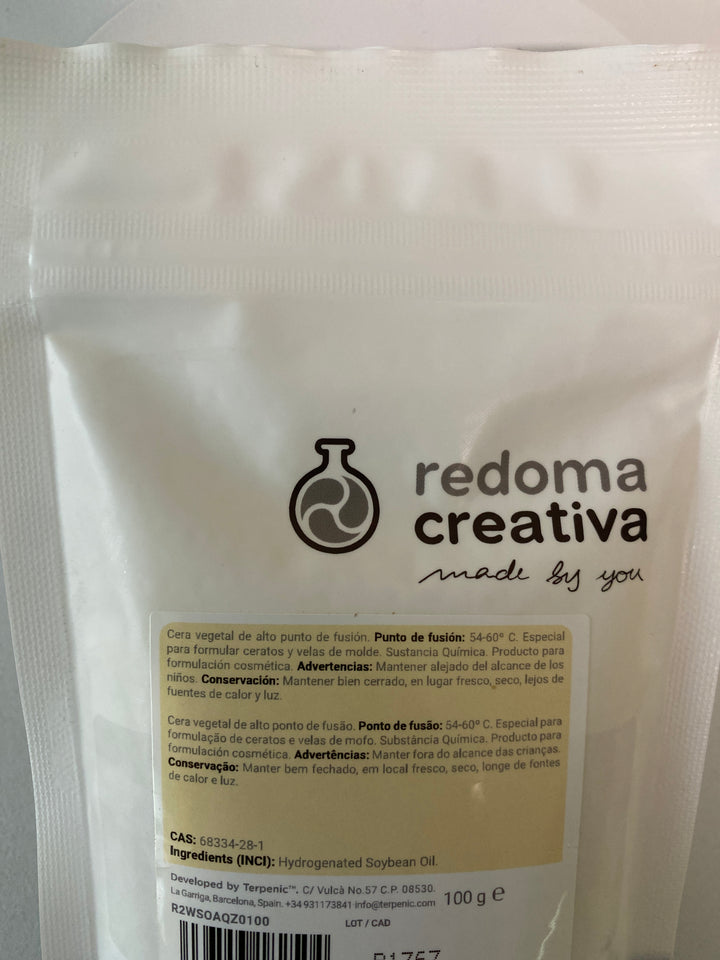 redoma
creativa
made by you
Cera vegetal de alto punto de fusión. Punto de fusión: 54-60º C. Especial
para formular ceratos y velas de molde. Sustancia Química. Producto para
formulación cosmética. Advertencias: Mantener alejado del alcance de los
niños. Conservación: Mantener bien cerrado, en lugar fresco, seco, lejos de
fuentes de calor y luz.
Cera vegetal de alto ponto de fusão. Ponto de fusão: 54-60º C. Especial para
formulação de ceratos e velas de mofo. Substância Química. Producto para
formulación cosmética. Advertências: Manter fora do alcance das crianças.
Conservação: Manter bem fechado, em local fresco, seco, longe de fontes
de calor e luz.
CAS: 68334-28-1
Ingredients (INCI): Hydrogenated Soybean Oil.
Developed by Terpenic™. C/ Vulcà No.57 C.P. 08530.
La Garriga, Barcelona, Spain. +34 931173841·info@terpenic.com 100 g e
R2WSOAQZ0100
LOT / CAD